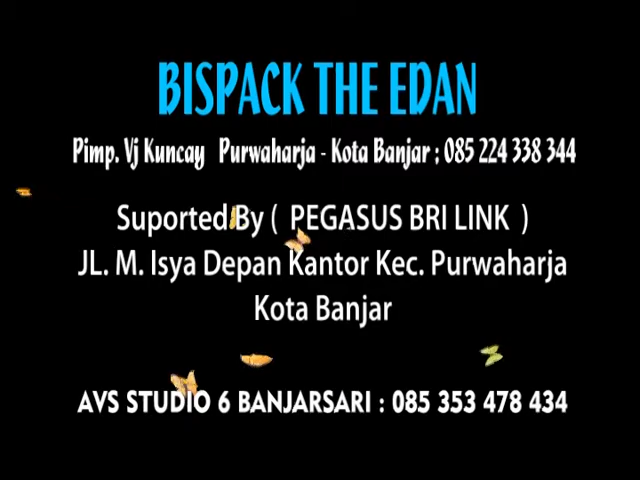 BISPACK THE EDAN
Pimp. Vj Kuncay Purwaharja - Kota Banjar ; 085 224 338 344
Suported By ( PEGASUS BRI LINK )
JL. M. Isya Depan Kantor Kec. Purwaharja
Kota Banjar
AVS STUDIO 6 BANJARSARI : 085 353 478 434